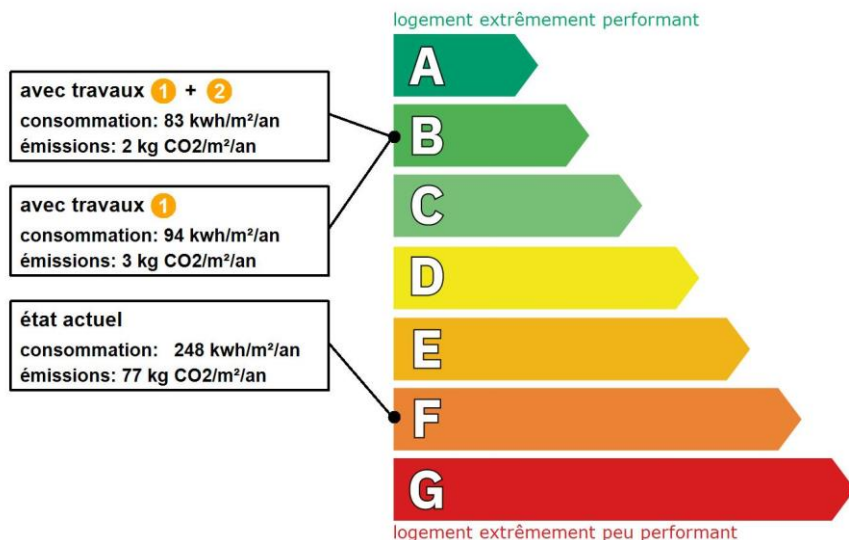 logement extrêmement performant
avec travaux 1 + 2
consommation: 83 kwh/m²/an
émissions: 2 kg CO2/m²/an
avec travaux 1
consommation: 94 kwh/m²/an
émissions: 3 kg CO2/m²/an
état actuel
consommation: 248 kwh/m²/an
émissions: 77 kg CO2/m²/an
A
B
C
D
E
F
G
logement extrêmement peu performant